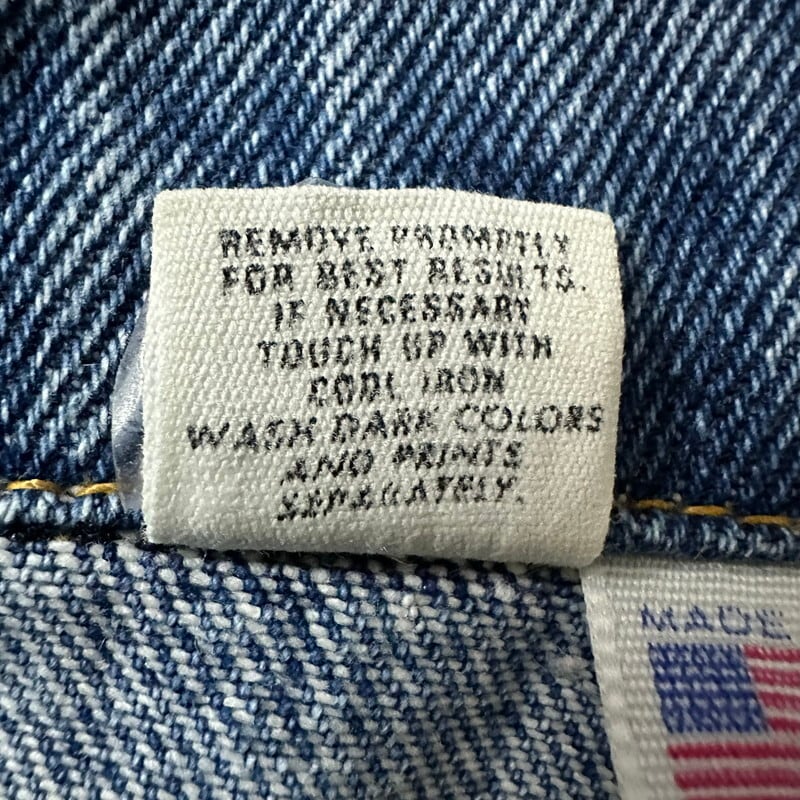 REMOVE PROMPTLY
FOR BEST RESULTS.
IF NECESSARY
TOUCH UP WITH
COOL IRON
WASH DARK COLORS
AND PRINTS
SEPARATELY.
MADE